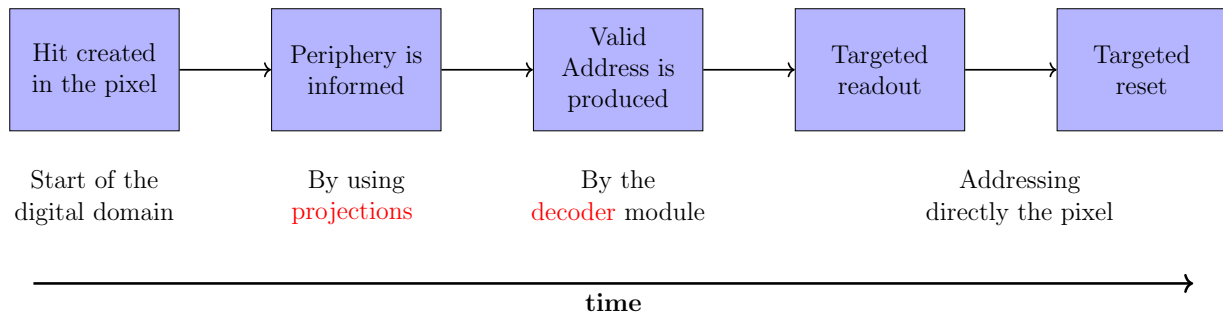 Hit created
in the pixel
Periphery is
informed
Valid
Address is
produced
Targeted
readout
Targeted
reset
Start of the
digital domain
By using
projections
By the
decoder module
Addressing
directly the pixel
time